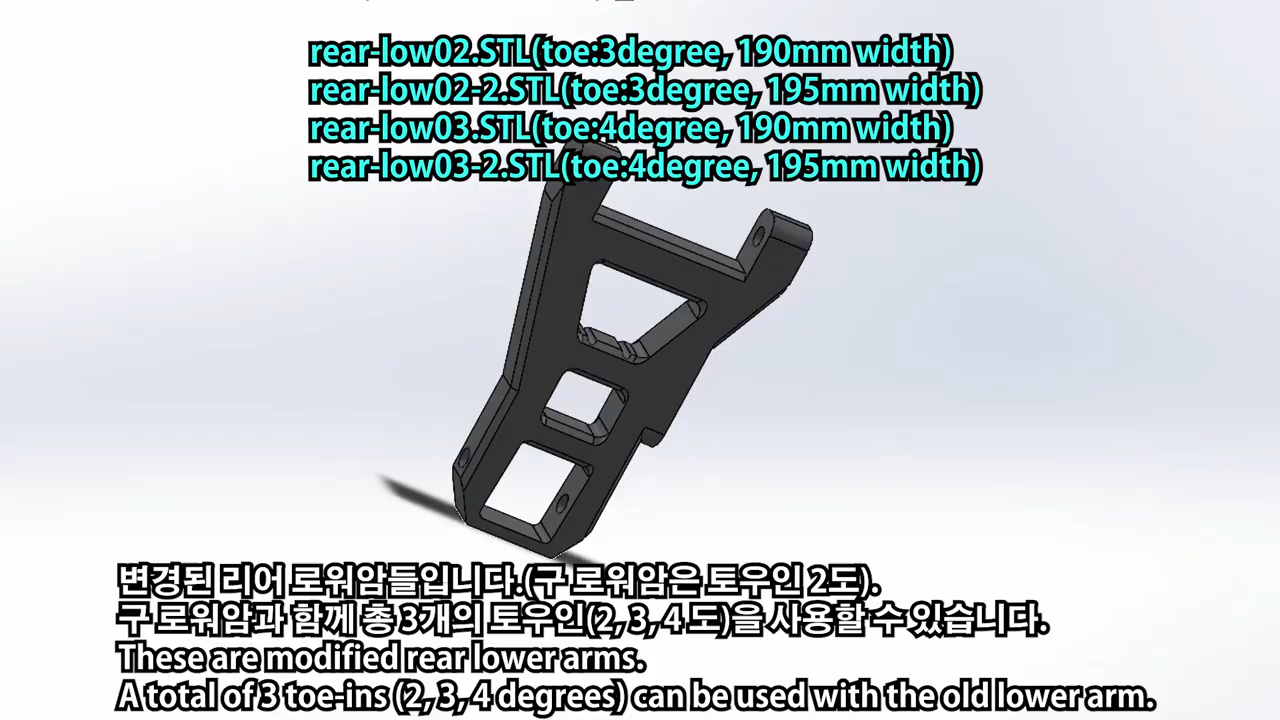 rear-low02.STL(toe:3degree, 190mm width)
rear-low02-2.STL(toe:3degree, 195mm width)
rear-low03.STL(toe:4degree, 190mm width)
rear-low03-2.STL(toe:4degree, 195mm width)
변경된 리어 로워암들입니다.(구 로워암은 토우인 2도).
구 로워암과 함께 총 3개의 토우인(2, 3, 4 도)을 사용할 수 있습니다.
These are modified rear lower arms.
A total of 3 toe-ins (2, 3, 4 degrees) can be used with the old lower arm.